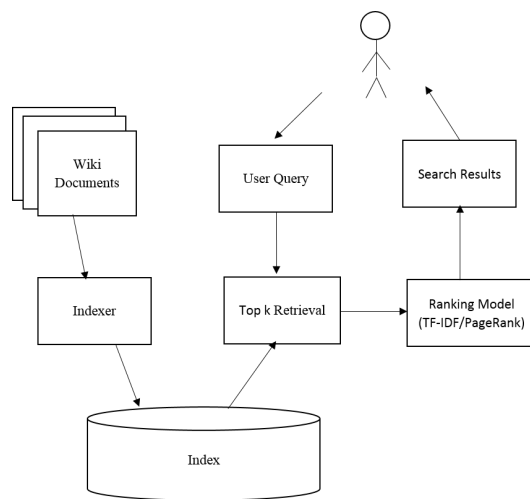 Wiki
Documents
User Query
Search Results
Indexer
Top k Retrieval
Ranking Model
(TF-IDF/PageRank)
Index